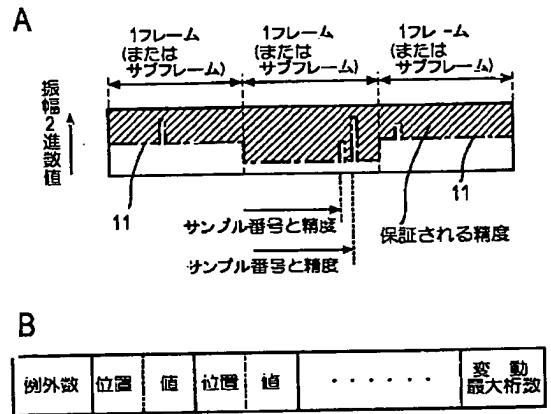 A
1フレーム
(または
サブフレーム)
1フレーム
(または
サブフレーム)
1フレーム
(または
サブフレーム)
振幅2進数値
11
11
サンプル番号と精度
保証される精度
サンプル番号と精度
B
例外数 位置 値 位置 値 ・・・・・・ 変動
最大桁数